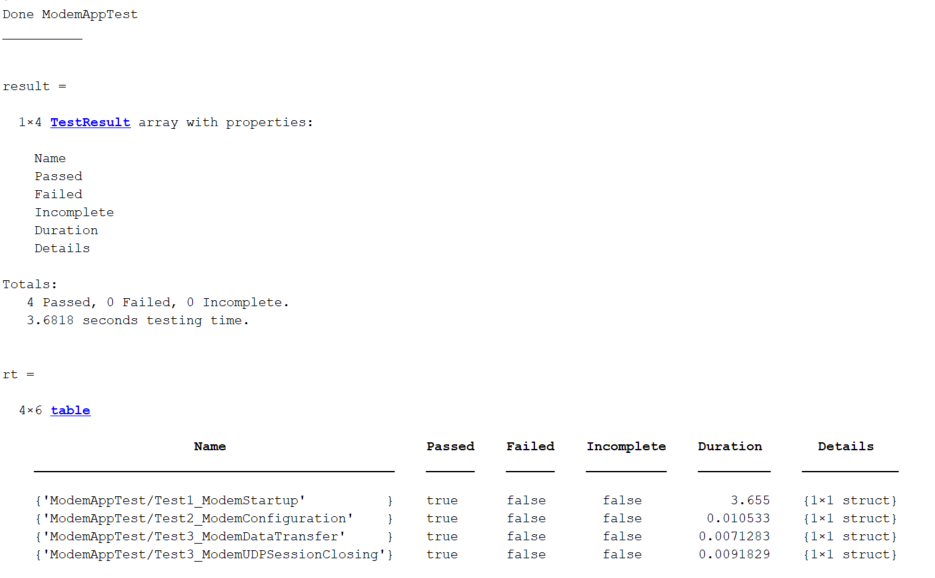 Done ModemAppTest
__________
result =
1×4 TestResult array with properties:
Name
Passed
Failed
Incomplete
Duration
Details
Totals:
4 Passed, 0 Failed, 0 Incomplete.
3.6818 seconds testing time.
rt =
4×6 table
Name Passed Failed Incomplete Duration Details
{'ModemAppTest/Test1_ModemStartup' } true false false 3.655 {1×1 struct}
{'ModemAppTest/Test2_ModemConfiguration' } true false false 0.010533 {1×1 struct}
{'ModemAppTest/Test3_ModemDataTransfer' } true false false 0.0071283 {1×1 struct}
{'ModemAppTest/Test3_ModemUDPSessionClosing'} true false false 0.0091829 {1×1 struct}